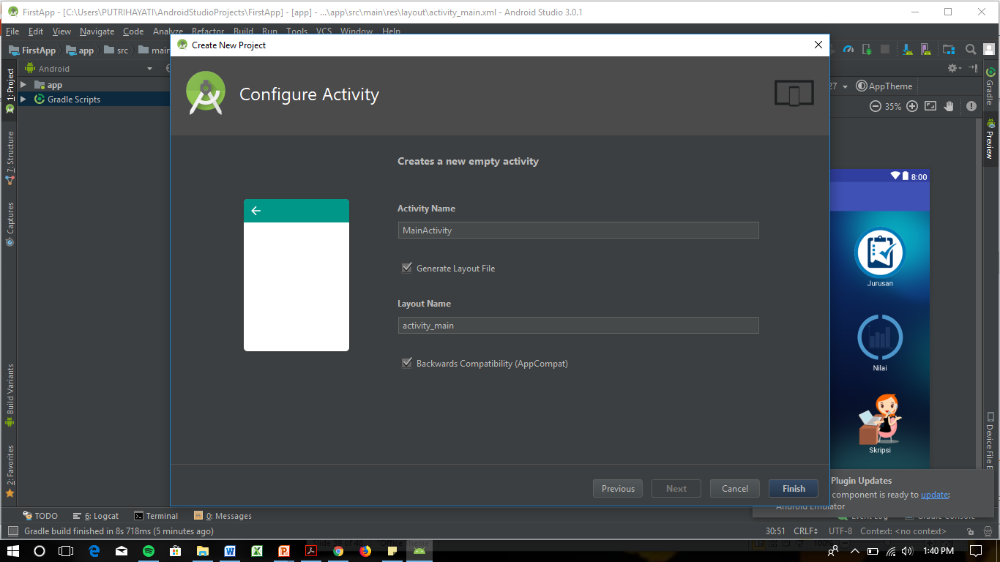 FirstApp - [C:\Users\PUTRIHAYATI\AndroidStudioProjects\FirstApp] - [app] - ...\app\src\main\res\layout\activity_main.xml - Android Studio 3.0.1
File Edit View Navigate Code Analyze Refactor Build Run Tools VCS Window Help
FirstApp app src main
Create New Project
Android
1: Project
app
Gradle Scripts
7: Structure
Captures
Build Variants
2: Favorites
Configure Activity
Creates a new empty activity
Activity Name
MainActivity
Generate Layout File
Layout Name
activity_main
Backwards Compatibility (AppCompat)
Previous Next Cancel Finish
27 AppTheme
35%
8:00
Jurusan
Nilai
Skripsi
Gradle
Preview
Device File
Plugin Updates
component is ready to update:
Android Emulator
TODO 6: Logcat Terminal 0: Messages Event Log Gradle Console
Gradle build finished in 8s 718ms (5 minutes ago) 30:51 CRLF UTF-8 Context: <no context>
1:40 PM